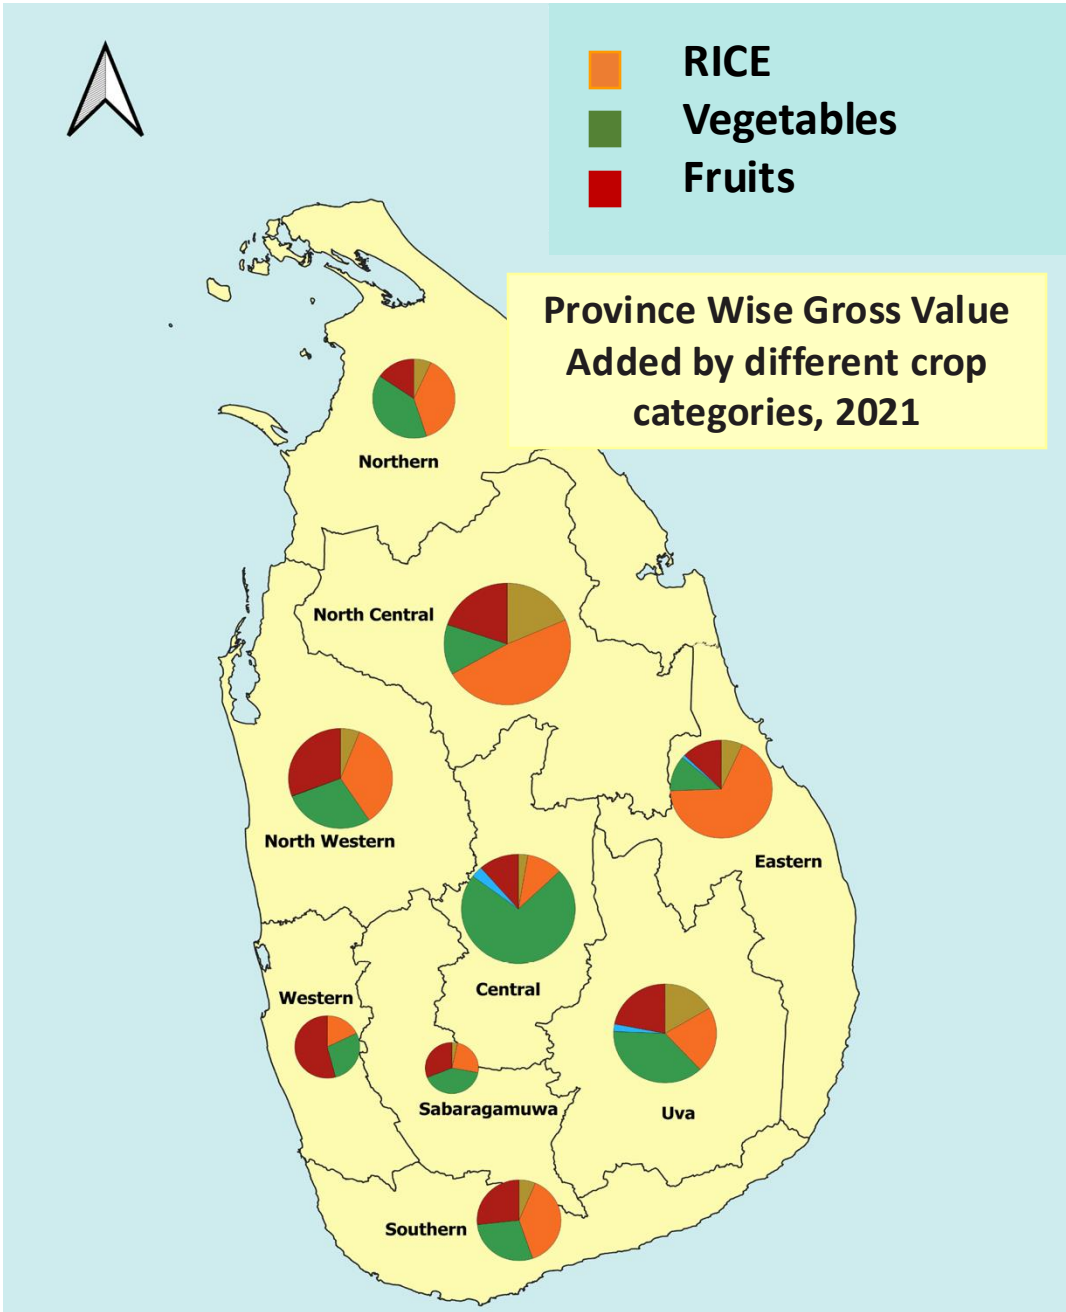 RICE
Vegetables
Fruits
Province Wise Gross Value
Added by different crop
categories, 2021
Northern
North Central
North Western
Eastern
Central
Western
Sabaragamuwa
Uva
Southern